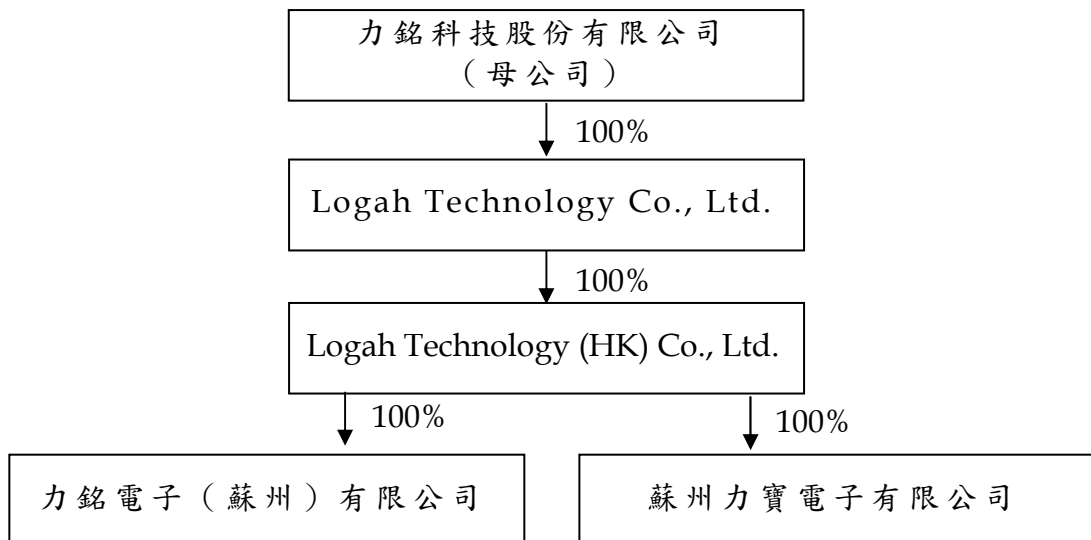 力銘科技股份有限公司
（母公司）
100%
Logah Technology Co., Ltd.
100%
Logah Technology (HK) Co., Ltd.
100%
100%
力銘電子（蘇州）有限公司
蘇州力寶電子有限公司